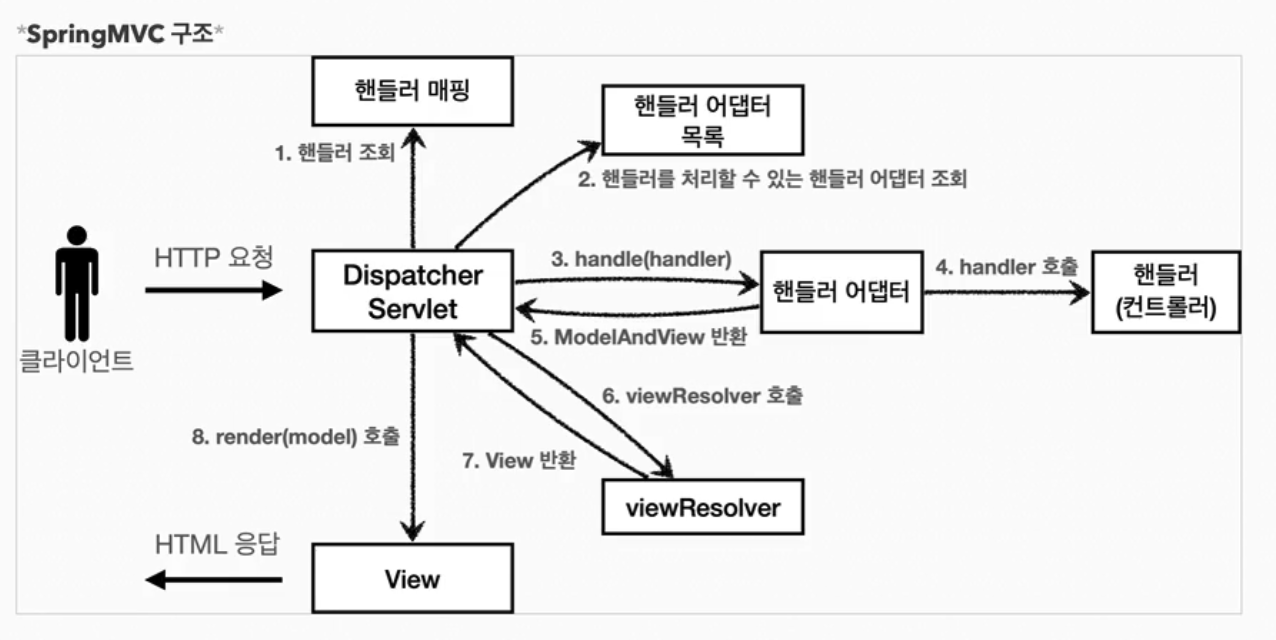 *SpringMVC 구조*
핸들러 매핑
핸들러 어댑터
목록
1. 핸들러 조회
2. 핸들러를 처리할 수 있는 핸들러 어댑터 조회
HTTP 요청
Dispatcher
Servlet
3. handle(handler)
핸들러 어댑터
4. handler 호출
핸들러
(컨트롤러)
5. ModelAndView 반환
클라이언트
6. viewResolver 호출
8. render(model) 호출
7. View 반환
viewResolver
HTML 응답
View